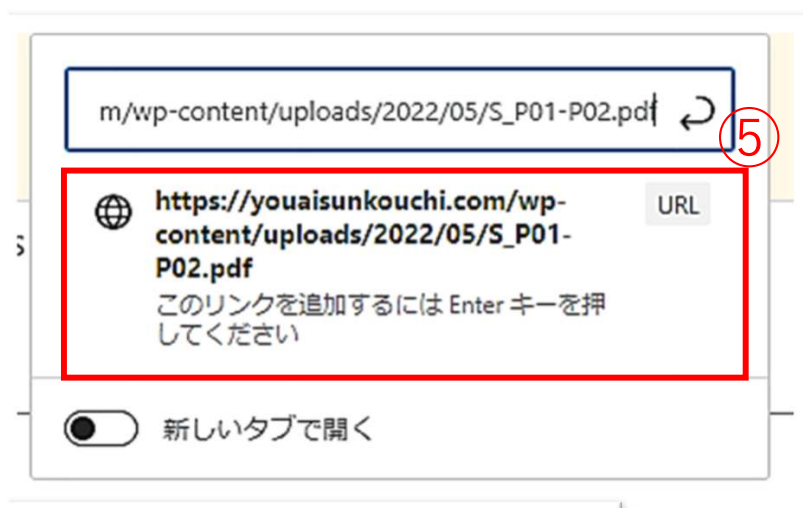 m/wp-content/uploads/2022/05/S_P01-P02.pdf
⑤
https://youaisunkouchi.com/wp-
content/uploads/2022/05/S_P01-
P02.pdf
URL
このリンクを追加するには Enter キーを押
してください
S
新しいタブで開く